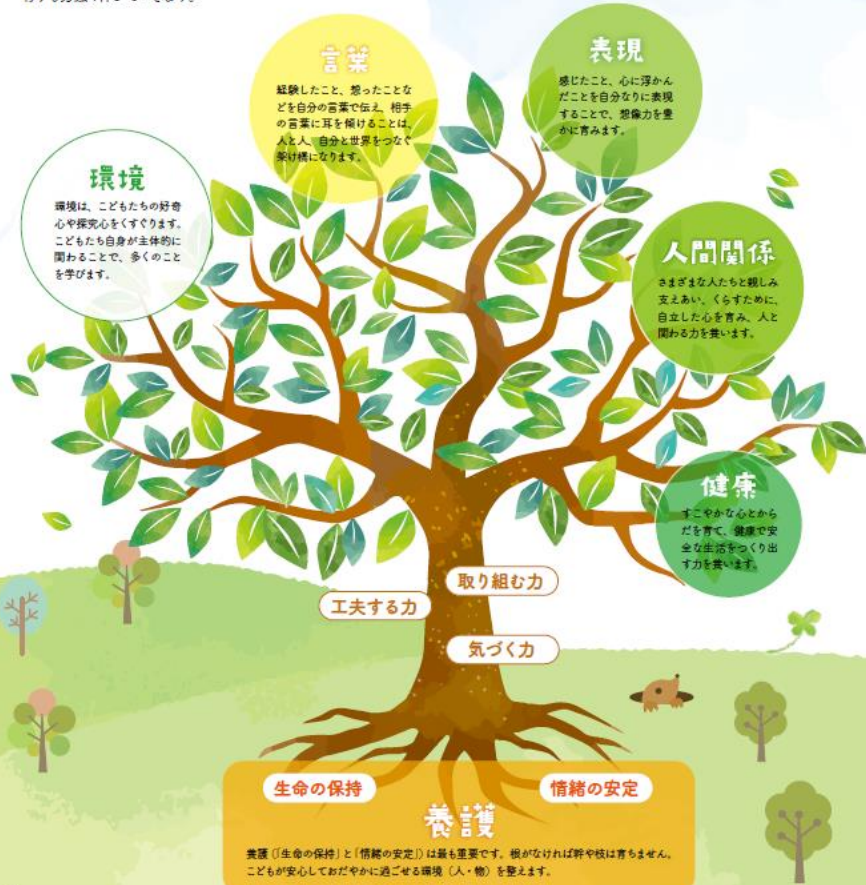 言葉
経験したこと、想ったことな
どを自分の言葉で伝え、相手
の言葉に耳を傾けることは、
人と人、自分と世界をつなぐ
架け橋になります。
表現
感じたこと、心に浮かん
だことを自分なりに表現
することで、想像力を豊
かに育みます。
環境
環境は、こどもたちの好奇
心や探究心をくすぐります。
こどもたち自身が主体的に
関わることで、多くのこと
を学びます。
人間関係
さまざまな人たちと親しみ
支えあい、くらすために、
自立した心を育み、人と
関わる力を養います。
健康
すこやかな心とから
だを育て、健康で安
全な生活をつくり出
す力を養います。
取り組む力
工夫する力
気づく力
生命の保持
情緒の安定
養護
養護(「生命の保持」と「情緒の安定」)は最も重要です。根がなければ幹や枝は育ちません。
こどもが安心しておだやかに過ごせる環境(人・物)を整えます。